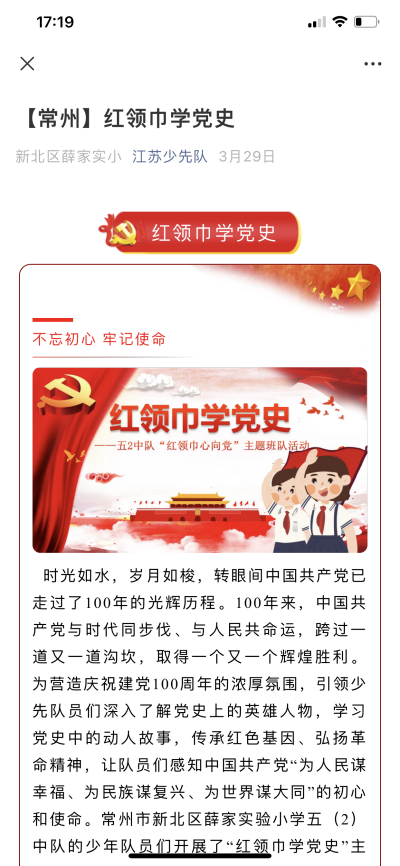 17:19
【常州】红领巾学党史
新北区薛家实小 江苏少先队 3月29日
红领巾学党史
不忘初心 牢记使命
红领巾学党史
——五2中队“红领巾心向党”主题班队活动
时光如水，岁月如梭，转眼间中国共产党已
走过了100年的光辉历程。100年来，中国共
产党与时代同步伐、与人民共命运，跨过一
道又一道沟坎，取得一个又一个辉煌胜利。
为营造庆祝建党100周年的浓厚氛围，引领少
先队员们深入了解党史上的英雄人物，学习
党史中的动人故事，传承红色基因、弘扬革
命精神，让队员们感知中国共产党“为人民谋
幸福、为民族谋复兴、为世界谋大同”的初心
和使命。常州市新北区薛家实验小学五（2）
中队的少年队员们开展了“红领巾学党史”主